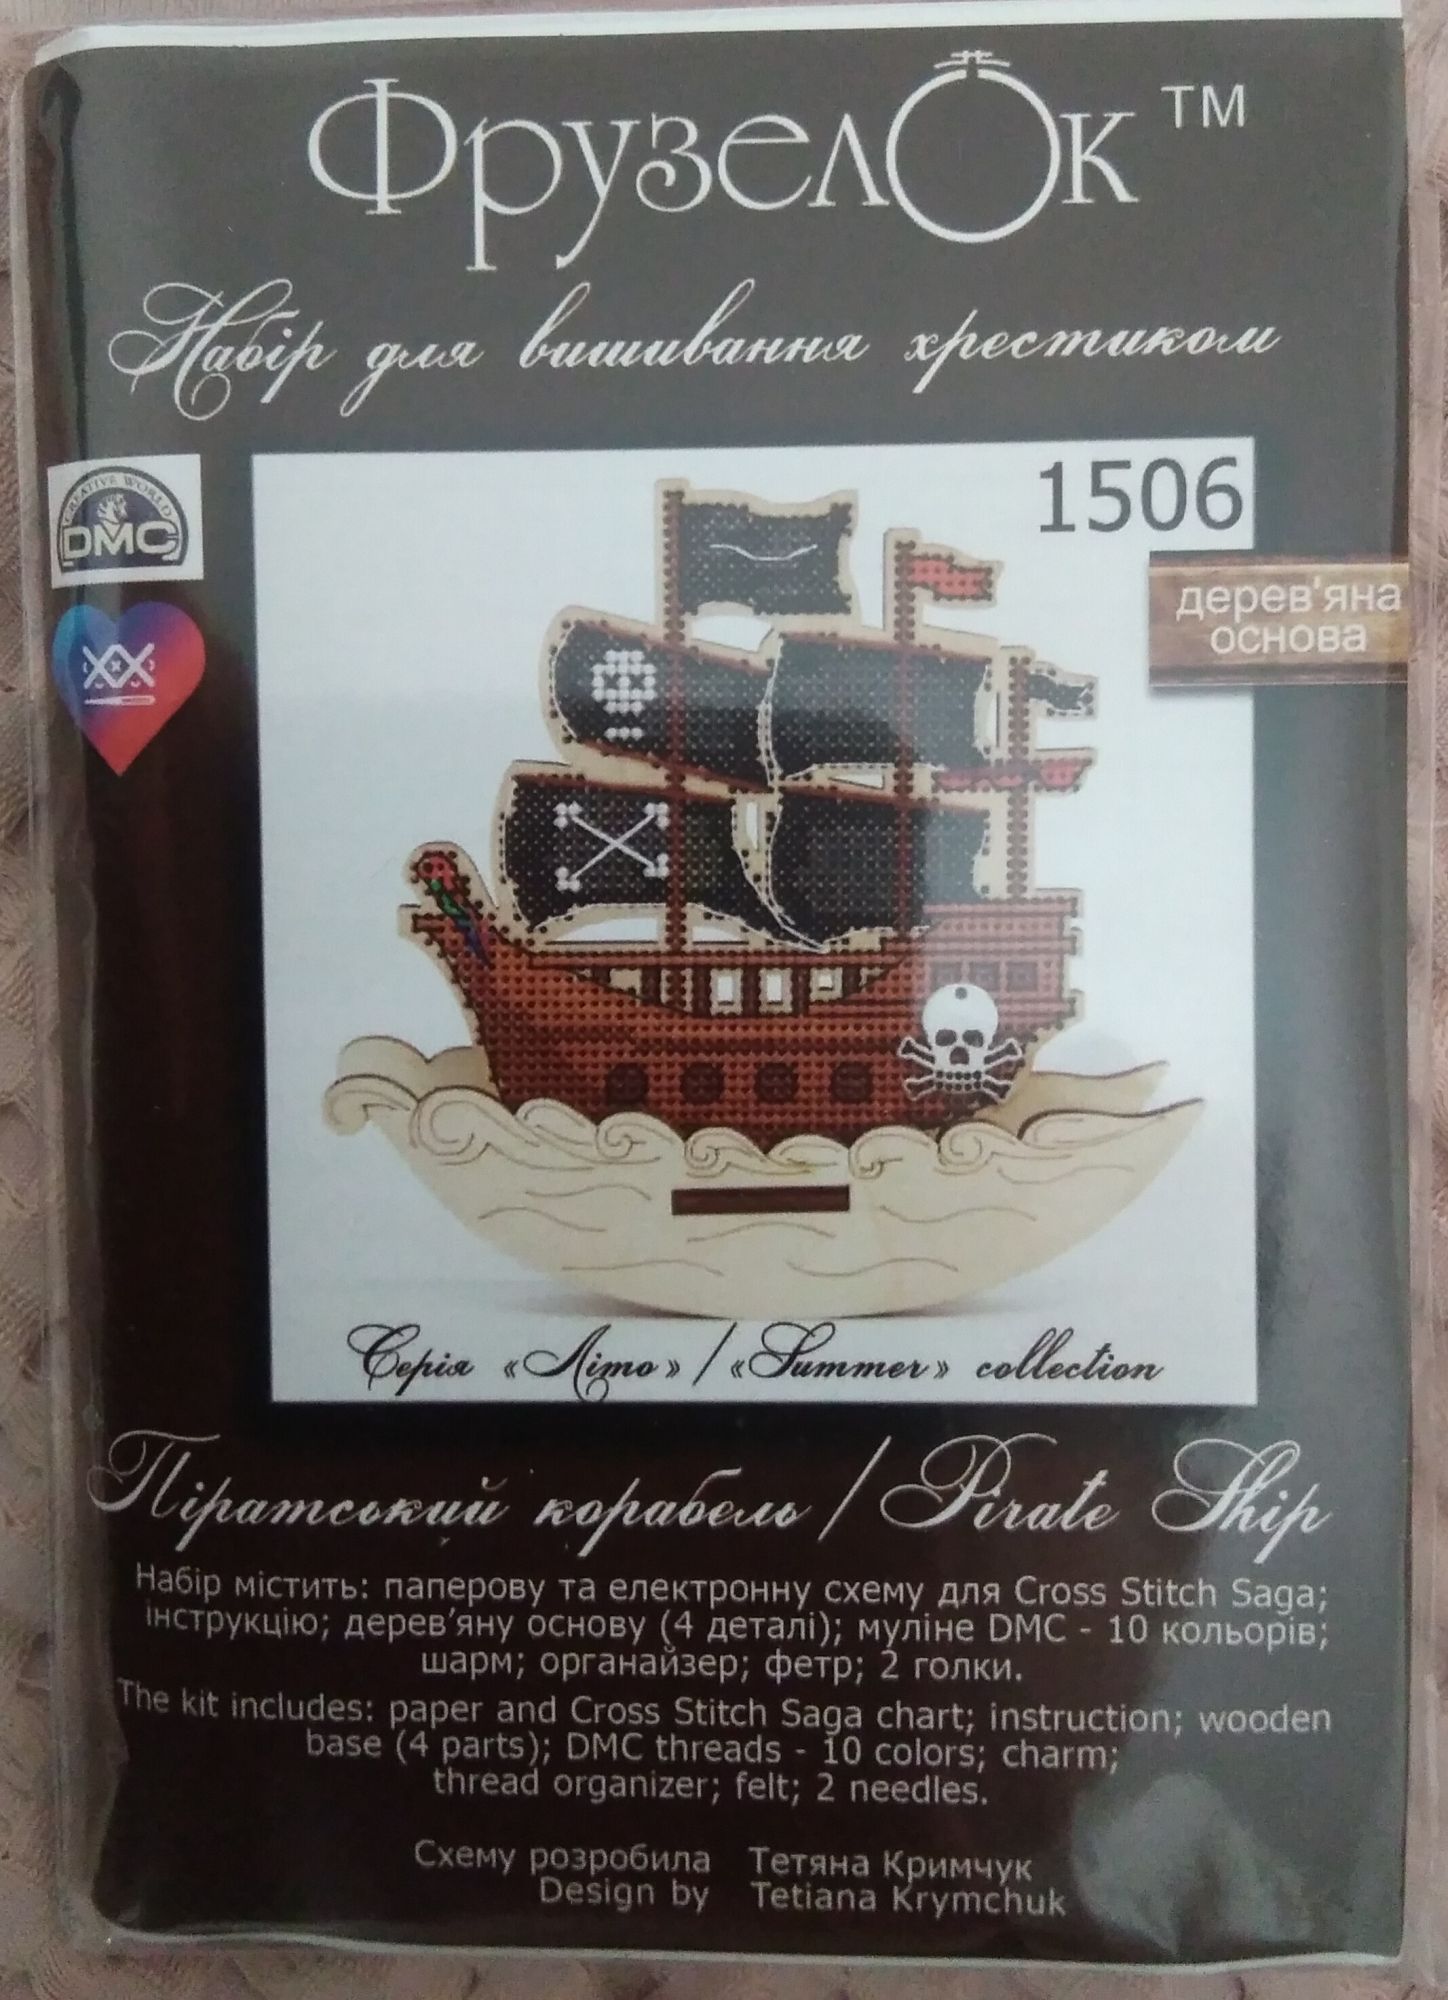 ФрузелОк™
Набір для вишивання хрестиком
CREATIVE WORLD
DMC
1506
дерев'яна
основа
Серія «Літо» / «Summer» collection
Піратський корабель / Pirate Ship
Набір містить: паперову та електронну схему для Cross Stitch Saga;
інструкцію; дерев’яну основу (4 деталі); муліне DMC - 10 кольорів;
шарм; органайзер; фетр; 2 голки.
The kit includes: paper and Cross Stitch Saga chart; instruction; wooden
base (4 parts); DMC threads - 10 colors; charm;
thread organizer; felt; 2 needles.
Схему розробила Тетяна Кримчук
Design by Tetiana Krymchuk